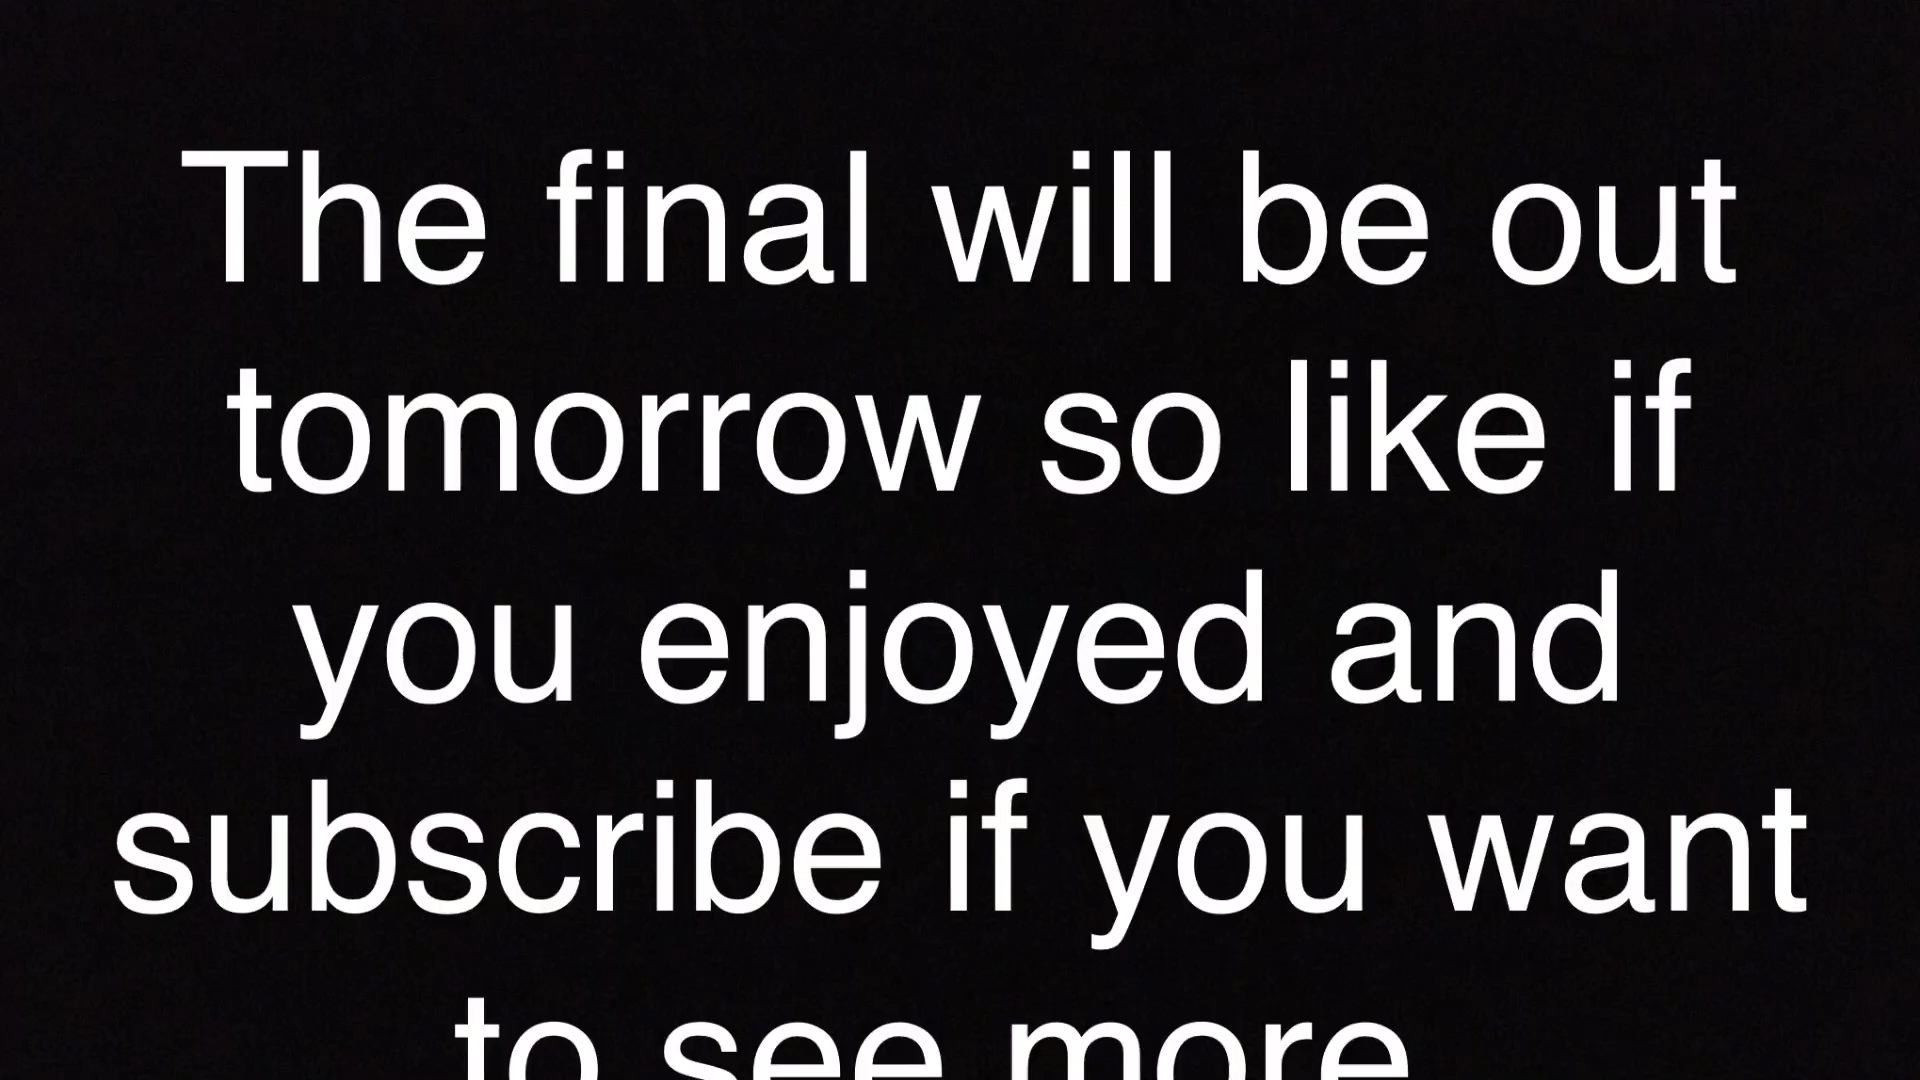 The final will be out
tomorrow so like if
you enjoyed and
subscribe if you want
to see more